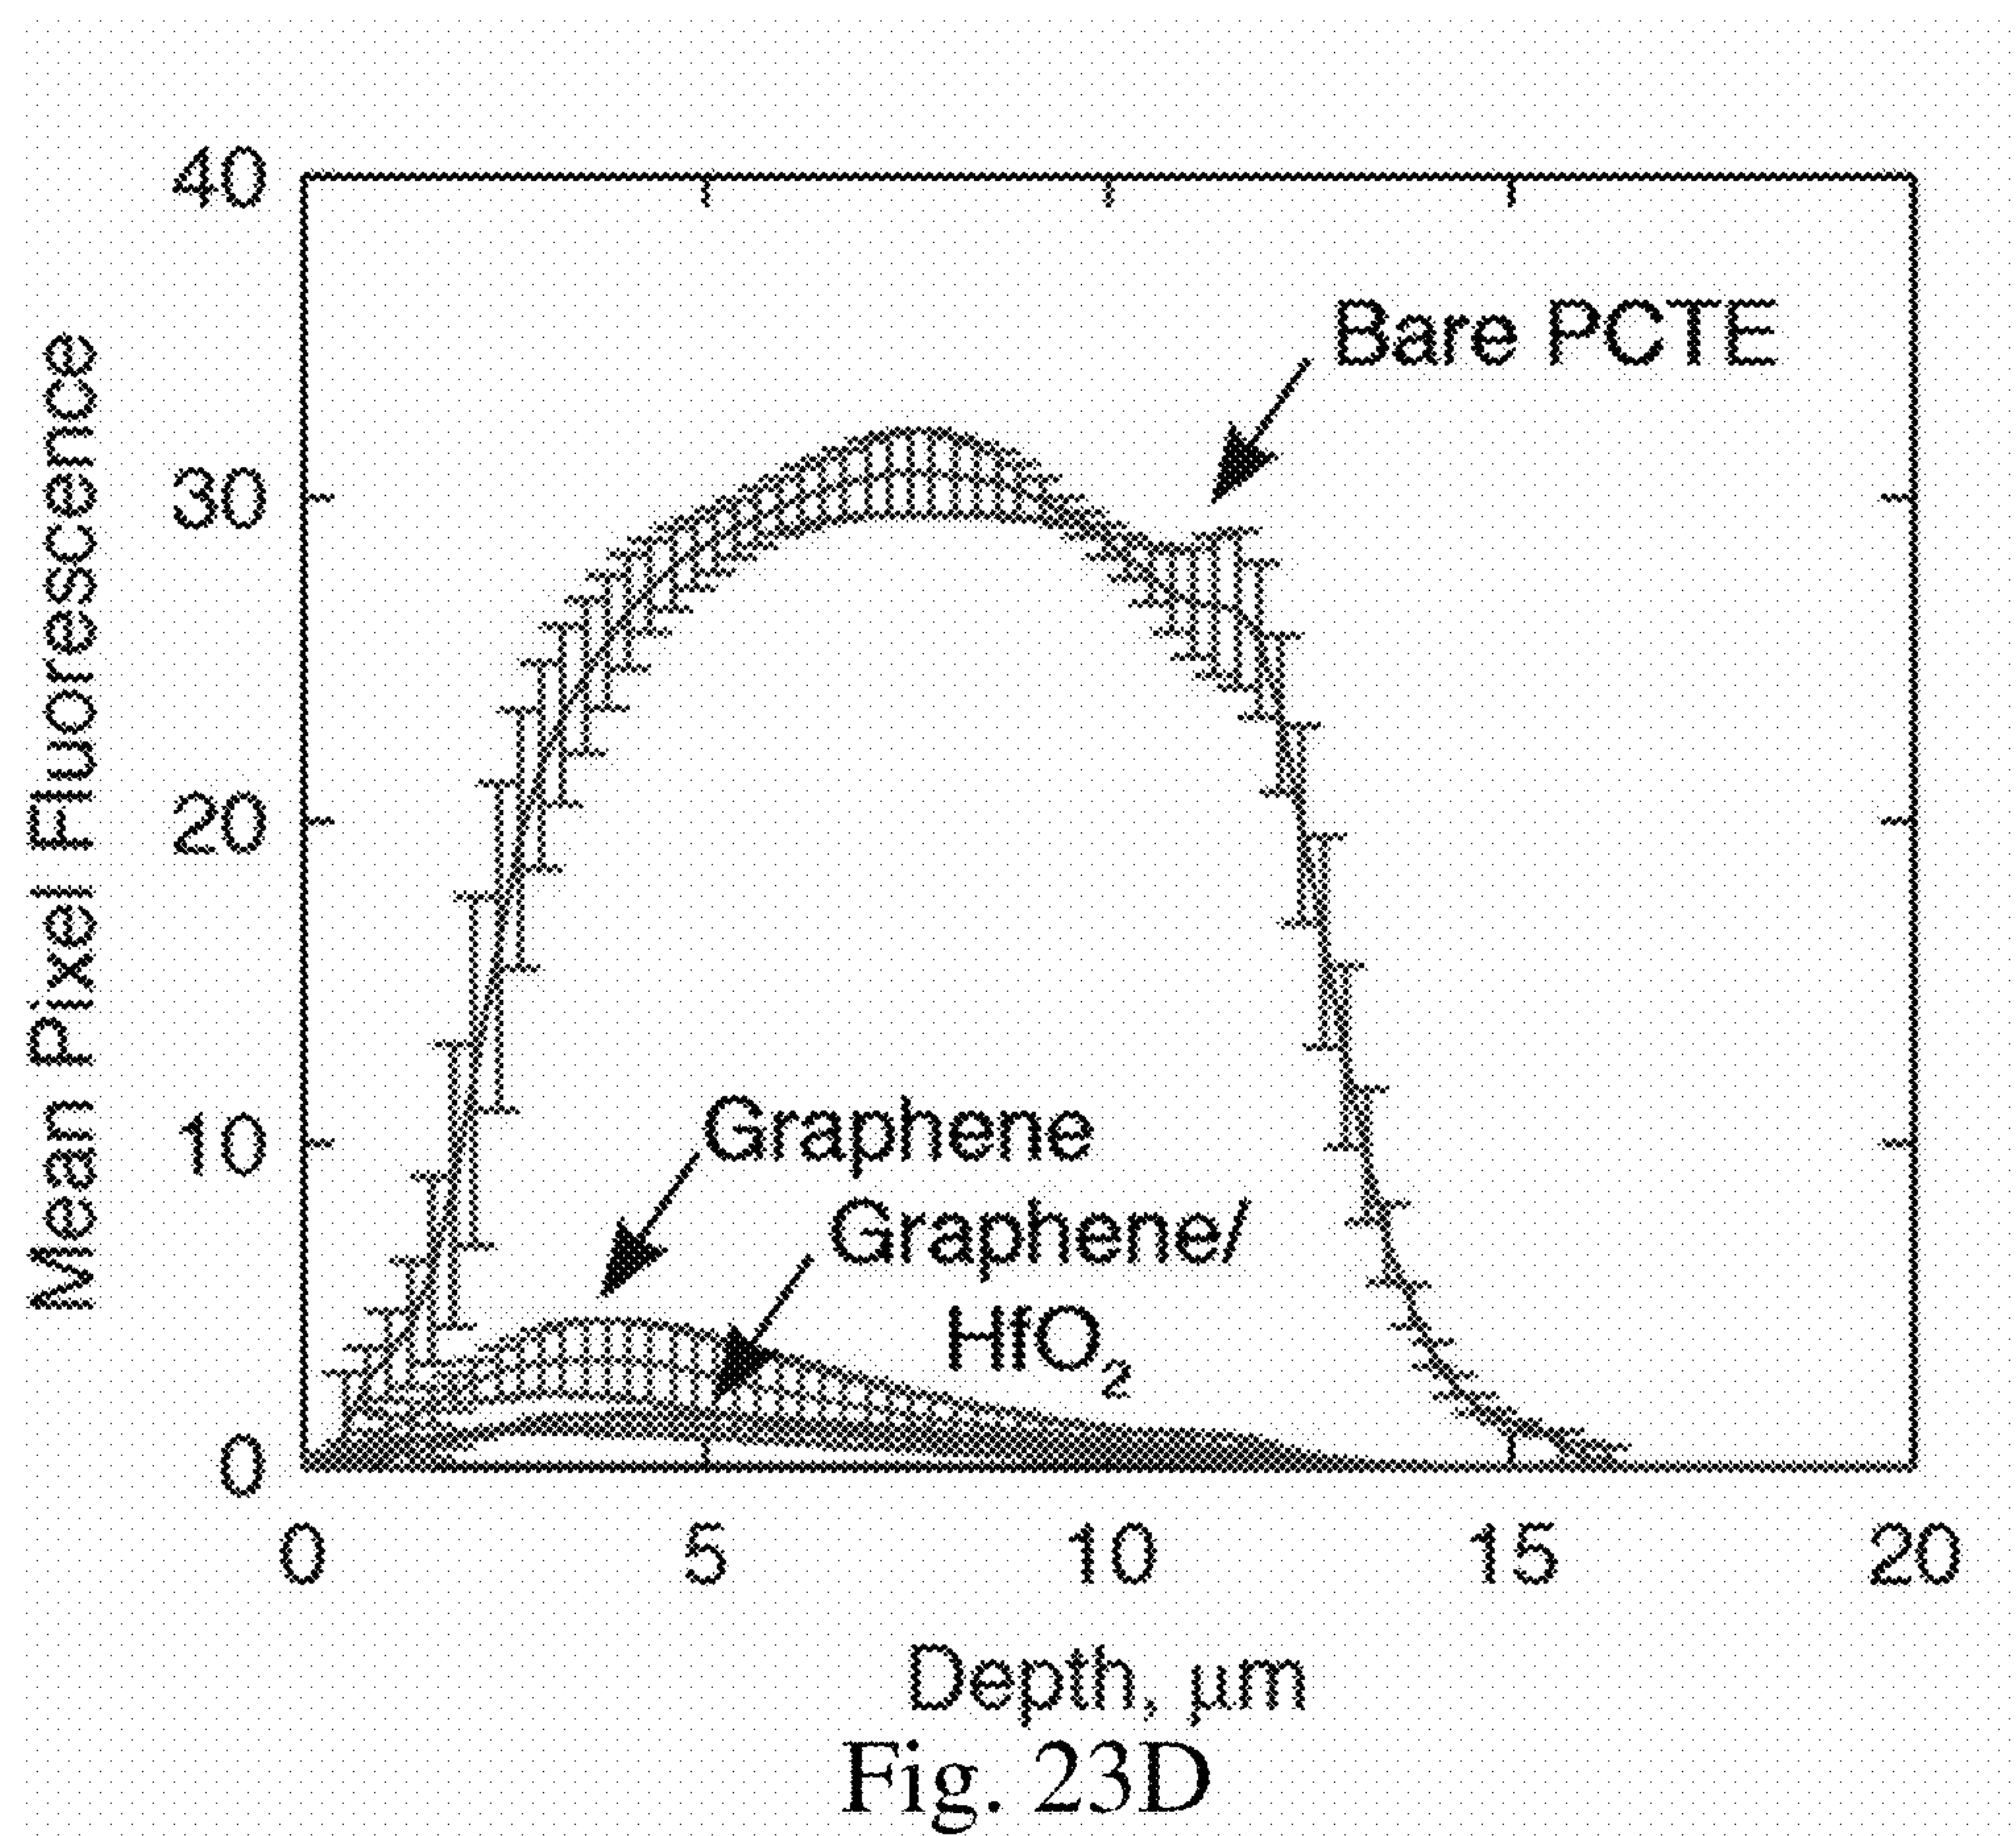 40
Bare PCTE
30
Mean Pixel Fluorescence
20
10
Graphene
Graphene/
HfO₂
0
0 5 10 15 20
Depth, µm
Fig. 23D